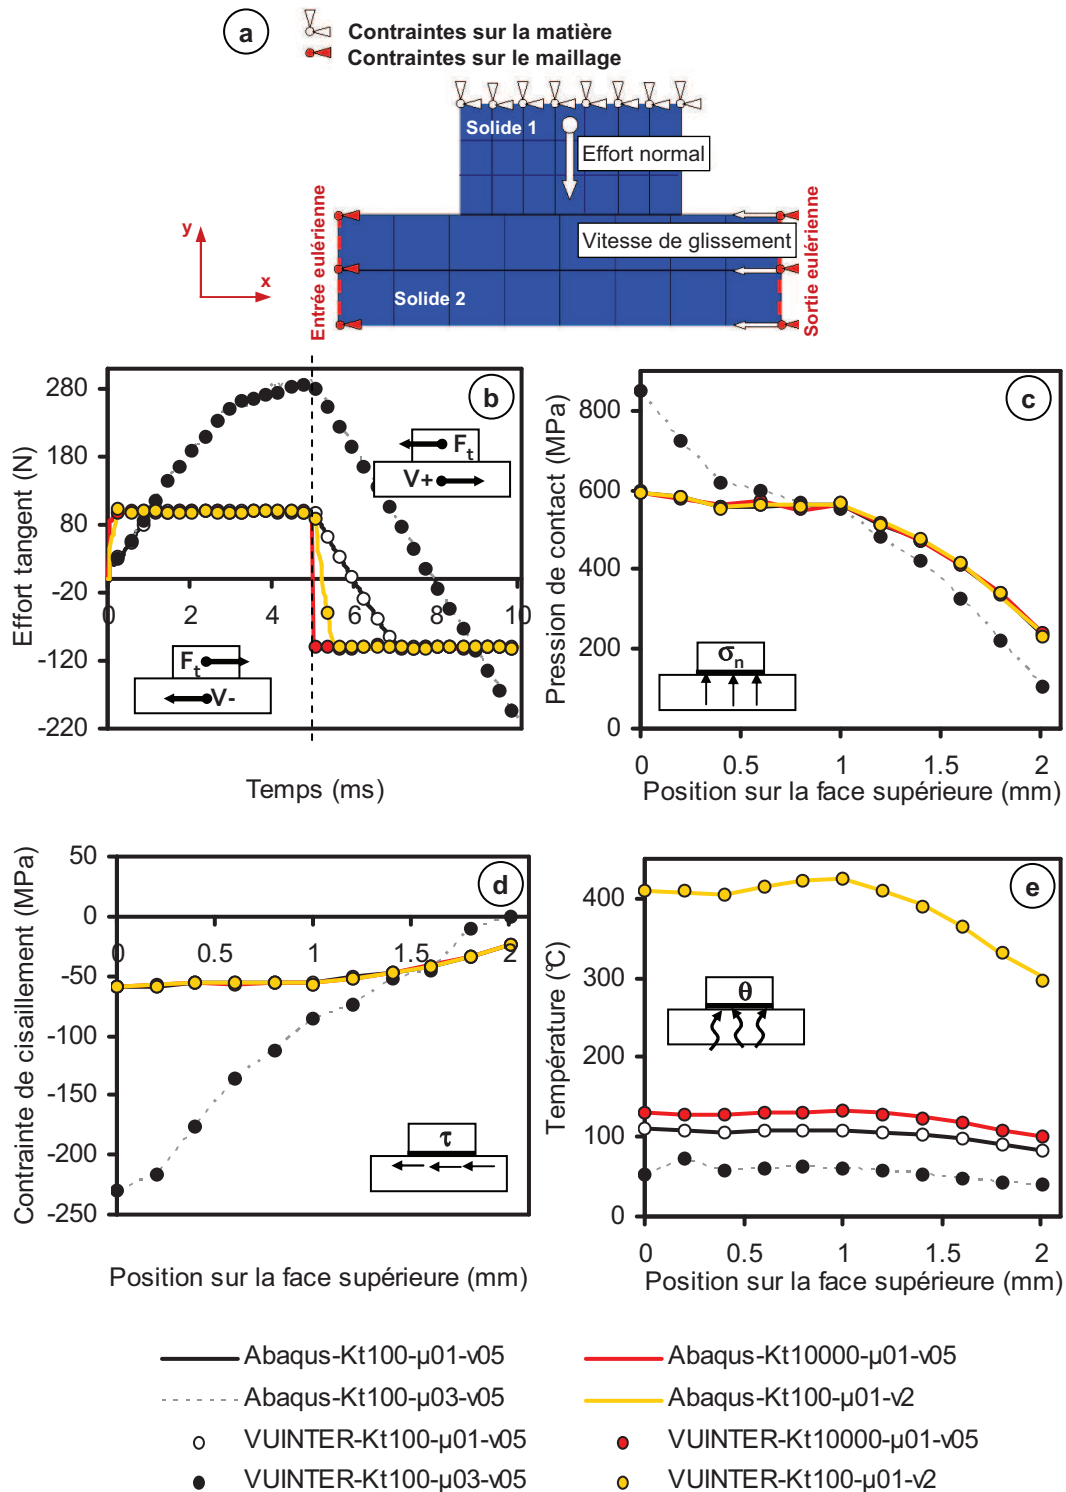 a
Contraintes sur la matière
Contraintes sur le maillage
Solide 1
Effort normal
Entrée eulérienne
Vitesse de glissement
Sortie eulérienne
y
x
Solide 2
b
Effort tangent (N)
280
180
80
-20
-120
-220
0
2
4
6
8
10
Ft
V+
Ft
V-
Temps (ms)
c
Pression de contact (MPa)
800
600
400
200
0
σn
0
0.5
1
1.5
2
Position sur la face supérieure (mm)
d
Contrainte de cisaillement (MPa)
50
0
-50
-100
-150
-200
-250
0
0.5
1
1.5
2
τ
Position sur la face supérieure (mm)
e
Température (°C)
400
300
200
100
0
θ
0
0.5
1
1.5
2
Position sur la face supérieure (mm)
Abaqus-Kt100-µ01-v05
Abaqus-Kt10000-µ01-v05
Abaqus-Kt100-µ03-v05
Abaqus-Kt100-µ01-v2
VUINTER-Kt100-µ01-v05
VUINTER-Kt10000-µ01-v05
VUINTER-Kt100-µ03-v05
VUINTER-Kt100-µ01-v2